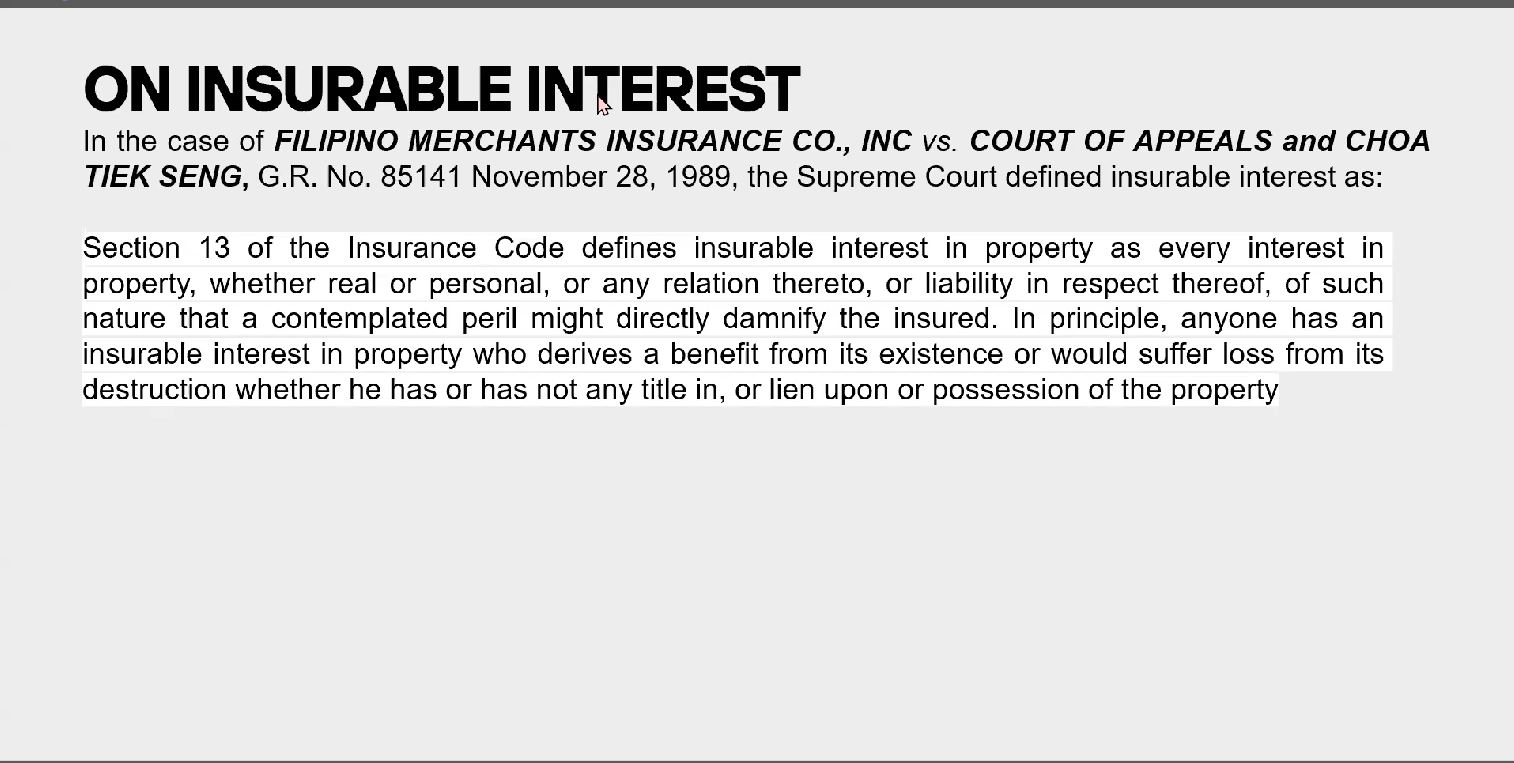 ON INSURABLE INTEREST
In the case of FILIPINO MERCHANTS INSURANCE CO., INC vs. COURT OF APPEALS and CHOA
TIEK SENG, G.R. No. 85141 November 28, 1989, the Supreme Court defined insurable interest as:
Section 13 of the Insurance Code defines insurable interest in property as every interest in
property, whether real or personal, or any relation thereto, or liability in respect thereof, of such
nature that a contemplated peril might directly damnify the insured. In principle, anyone has an
insurable interest in property who derives a benefit from its existence or would suffer loss from its
destruction whether he has or has not any title in, or lien upon or possession of the property